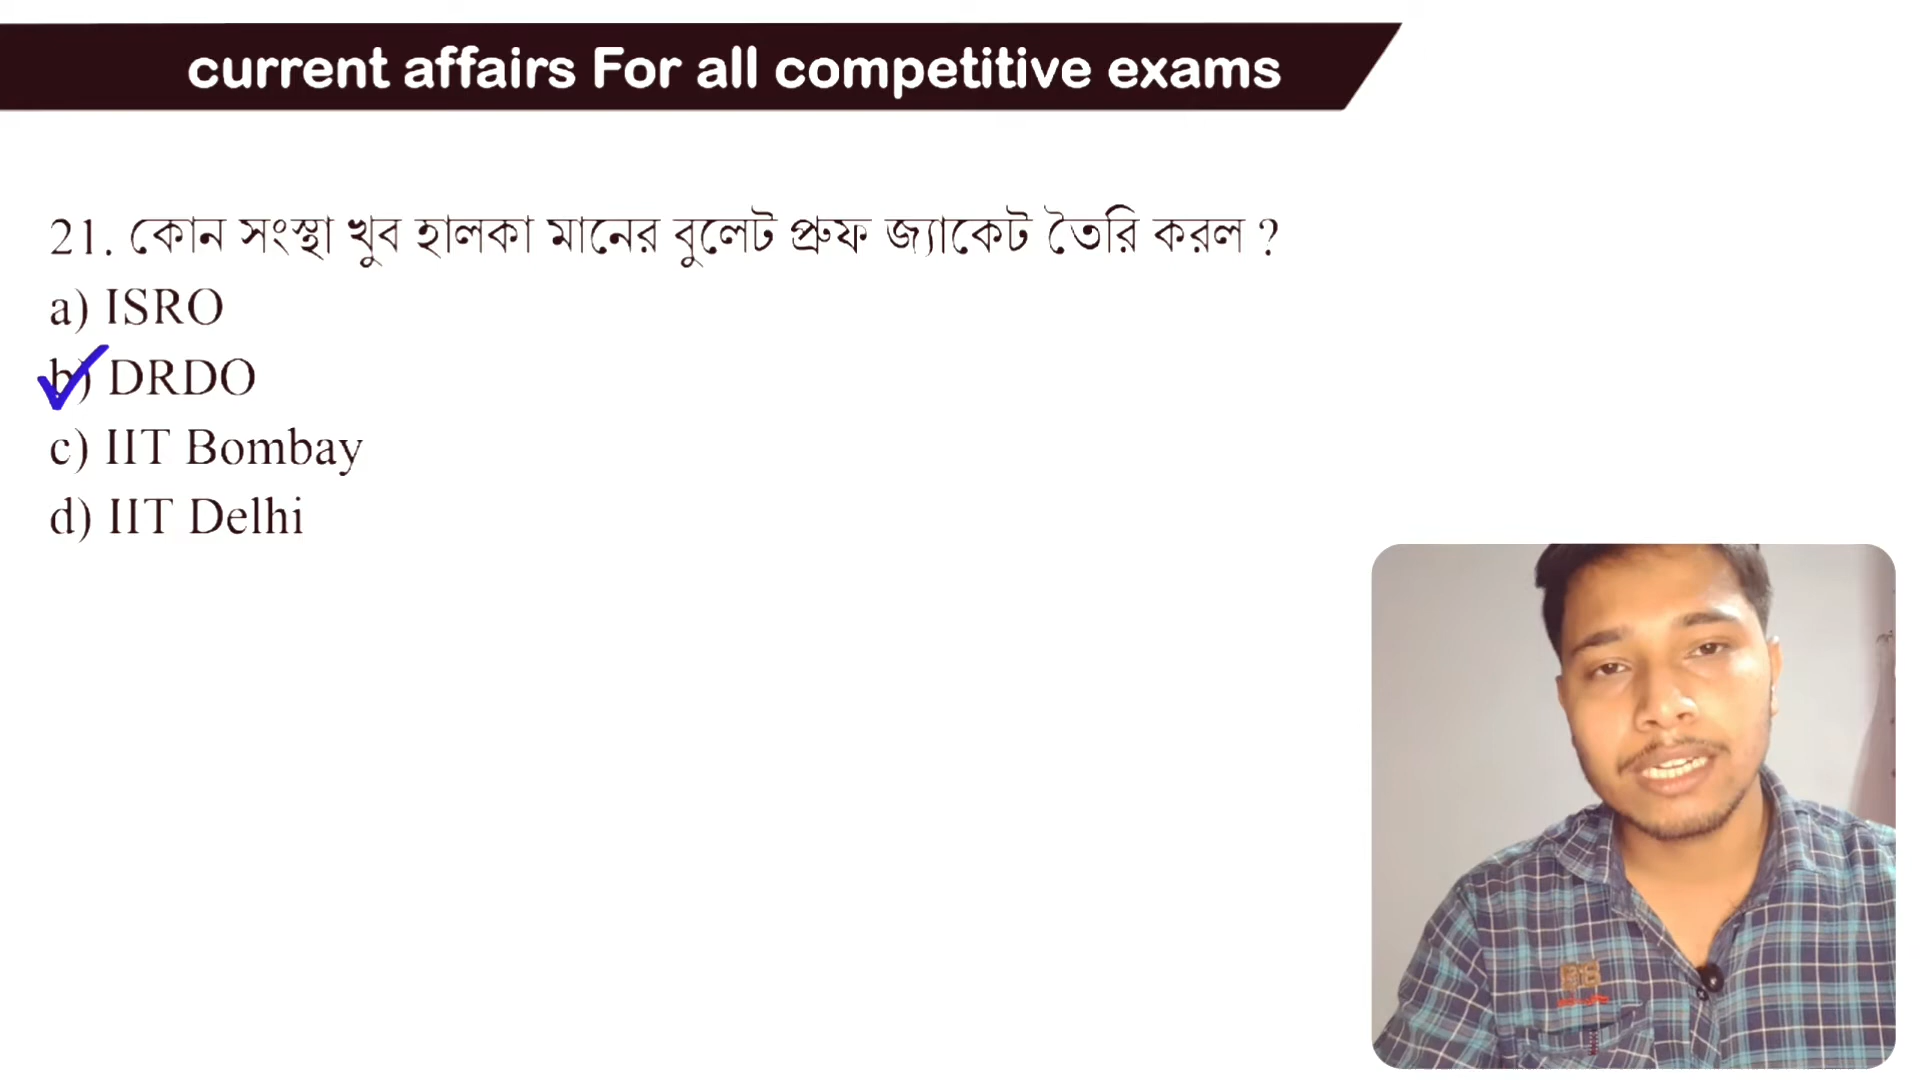 current affairs For all competitive exams
21. কোন সংস্থা খুব হালকা মানের বুলেট প্রুফ জ্যাকেট তৈরি করল ?
a) ISRO
b) DRDO
c) IIT Bombay
d) IIT Delhi